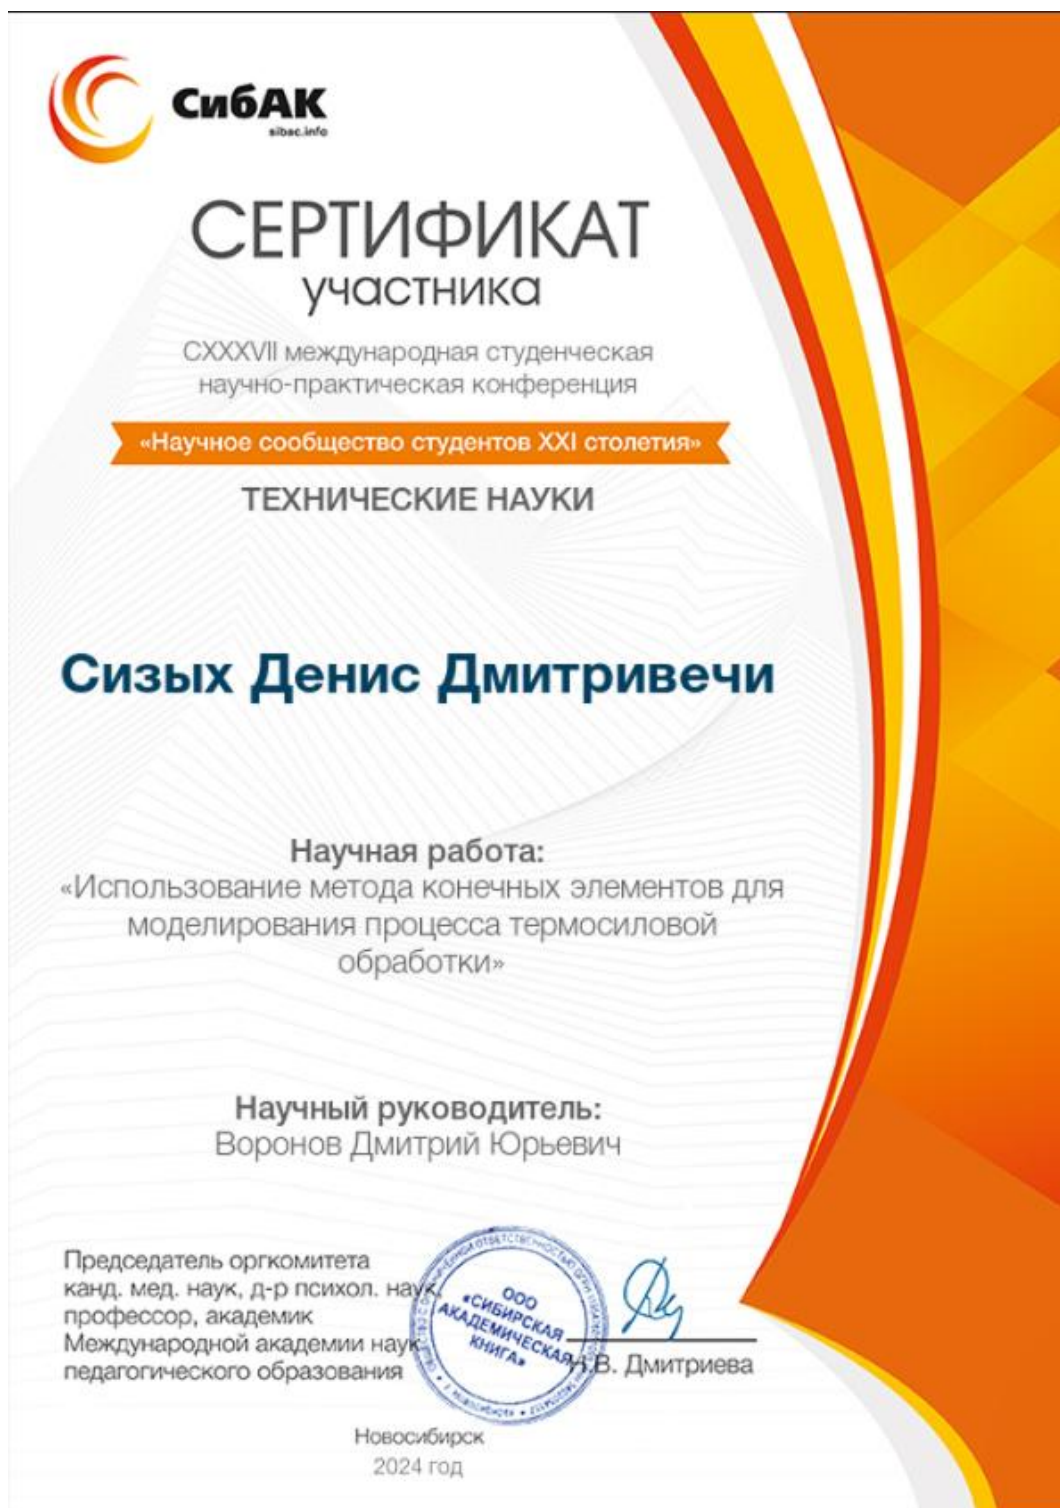 СибАК
sibac.info
СЕРТИФИКАТ
участника
CXXXVII международная студенческая
научно-практическая конференция
«Научное сообщество студентов XXI столетия»
ТЕХНИЧЕСКИЕ НАУКИ
Сизых Денис Дмитривечи
Научная работа:
«Использование метода конечных элементов для
моделирования процесса термосиловой
обработки»
Научный руководитель:
Воронов Дмитрий Юрьевич
Председатель оргкомитета
канд. мед. наук, д-р психол. наук,
профессор, академик
Международной академии наук
педагогического образования
ООО
«СИБИРСКАЯ
АКАДЕМИЧЕСКАЯ
КНИГА»
Н.В. Дмитриева
Новосибирск
2024 год